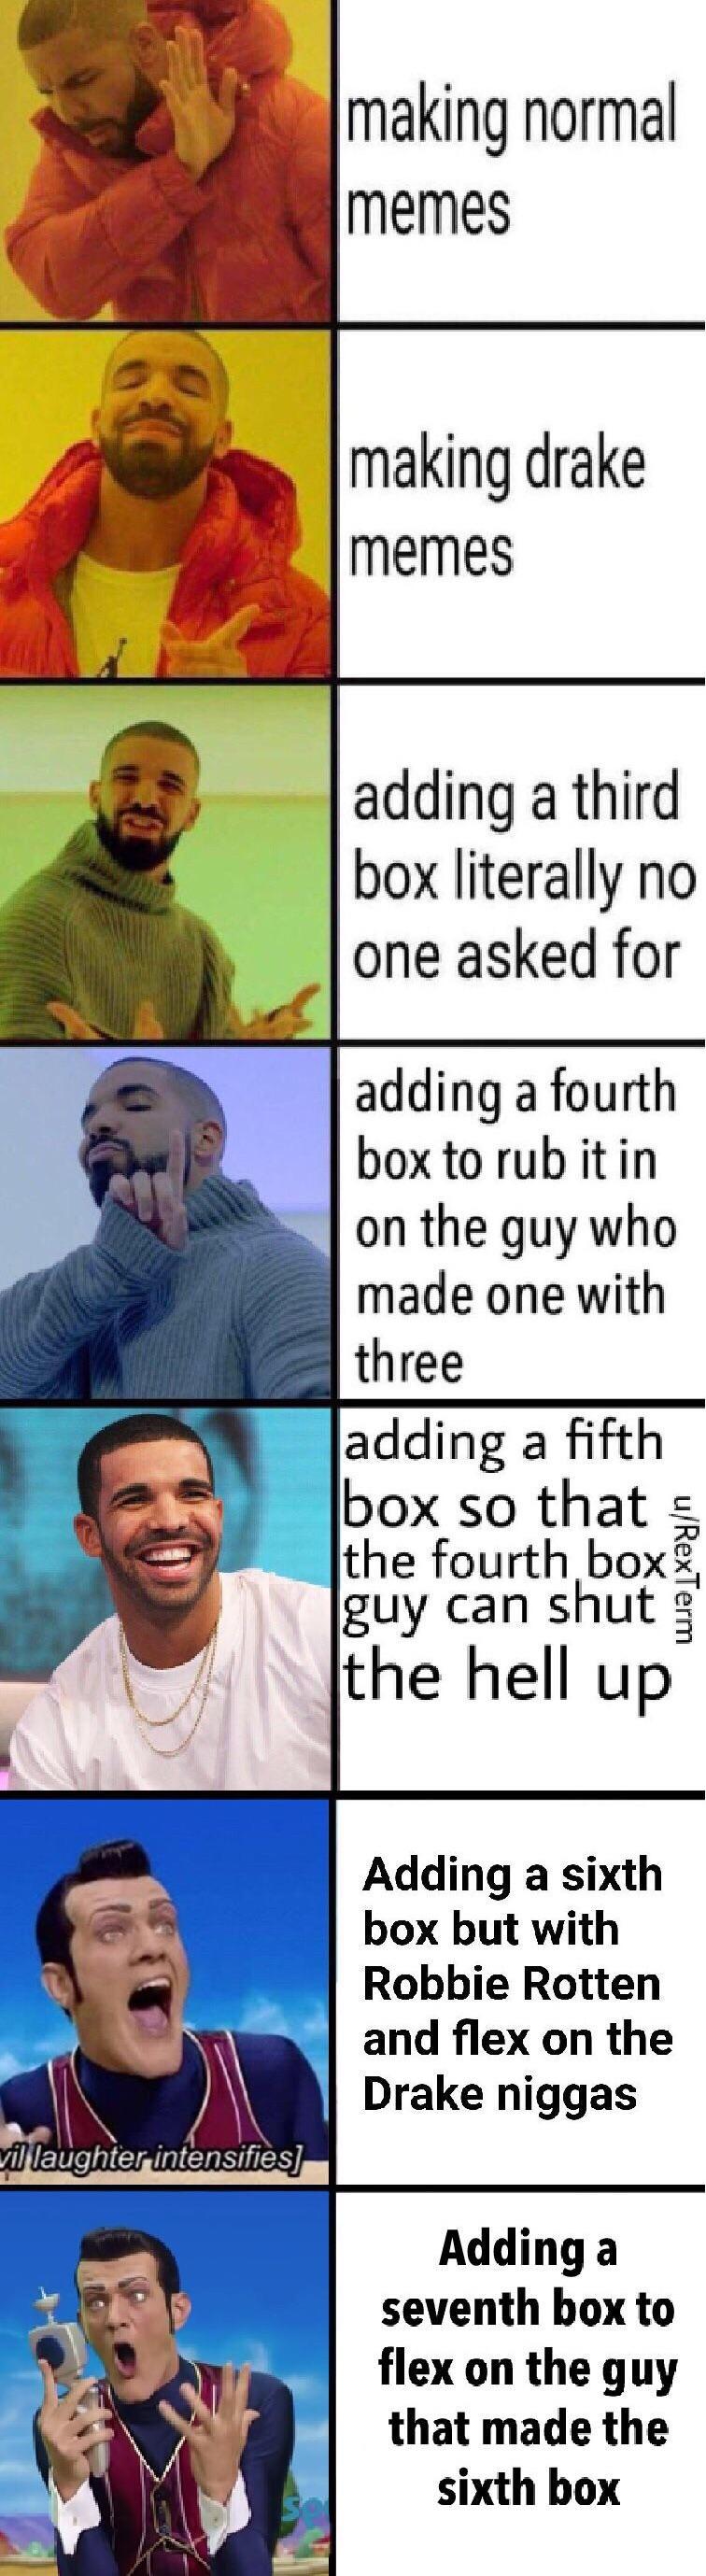 making normal
memes
making drake
memes
adding a third
box literally no
one asked for
adding a fourth
box to rub it in
on the guy who
made one with
three
adding a fifth
box so that
the fourth box
guy can shut
the hell up
u/RexTerm
Adding a sixth
box but with
Robbie Rotten
and flex on the
Drake niggas
vil laughter intensifies]
Adding a
seventh box to
flex on the guy
that made the
sixth box